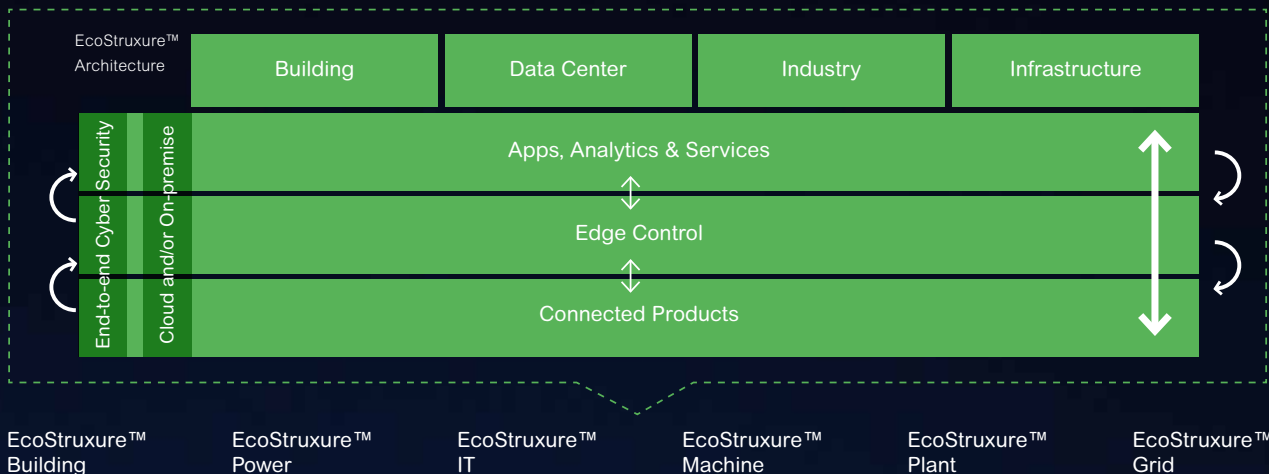 EcoStruxure™
Architecture
Building
Data Center
Industry
Infrastructure
End-to-end Cyber Security
Cloud and/or On-premise
Apps, Analytics & Services
Edge Control
Connected Products
EcoStruxure™
Building
EcoStruxure™
Power
EcoStruxure™
IT
EcoStruxure™
Machine
EcoStruxure™
Plant
EcoStruxure™
Grid